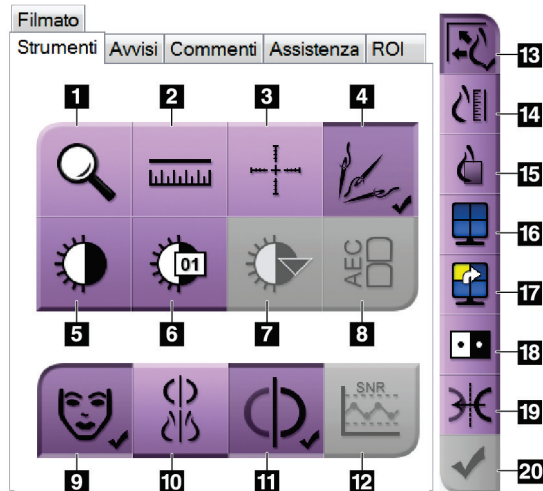 Filmato
Strumenti Avvisi Commenti Assistenza ROI
1 2 3 4
01
AEC
5 6 7 8
SNR
9 10 11 12
13
14
15
16
17
18
19
20